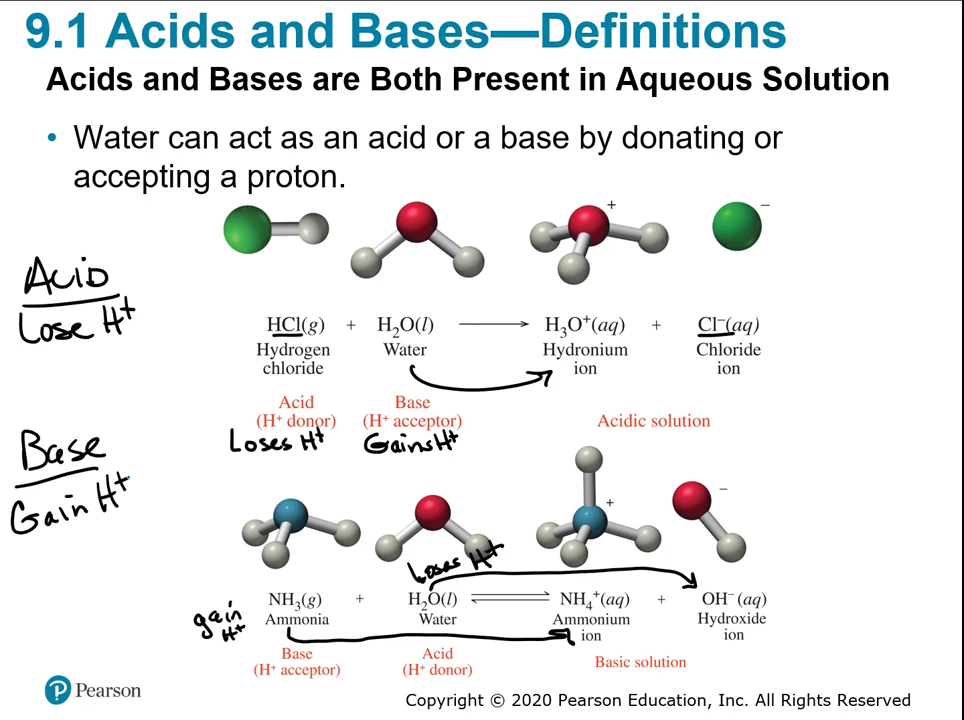 9.1 Acids and Bases—Definitions
Acids and Bases are Both Present in Aqueous Solution
• Water can act as an acid or a base by donating or
accepting a proton.
+ −
Acid
Lose H⁺
HCl(g) + H₂O(l) ⟶ H₃O⁺(aq) + Cl⁻(aq)
Hydrogen Water Hydronium Chloride
chloride ion ion
Acid Base
(H⁺ donor) (H⁺ acceptor) Acidic solution
Loses H⁺ Gains H⁺
Base
Gain H⁺
+ −
Loses H⁺
NH₃(g) + H₂O(l) ⇌ NH₄⁺(aq) + OH⁻(aq)
gain
H⁺
Ammonia Water Ammonium Hydroxide
ion ion
Base Acid
(H⁺ acceptor) (H⁺ donor) Basic solution
Pearson
Copyright © 2020 Pearson Education, Inc. All Rights Reserved